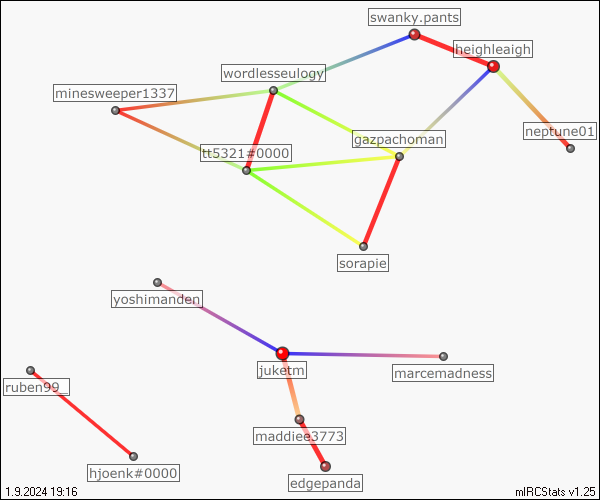 swanky.pants
heighleaigh
wordlesseulogy
minesweeper1337
neptune01
gazpachoman
tt5321#0000
sorapie
yoshimanden
juketm
marcemadness
ruben99_
maddiee3773
hjoenk#0000
edgepanda
1.9.2024 19:16
mIRCStats v1.25